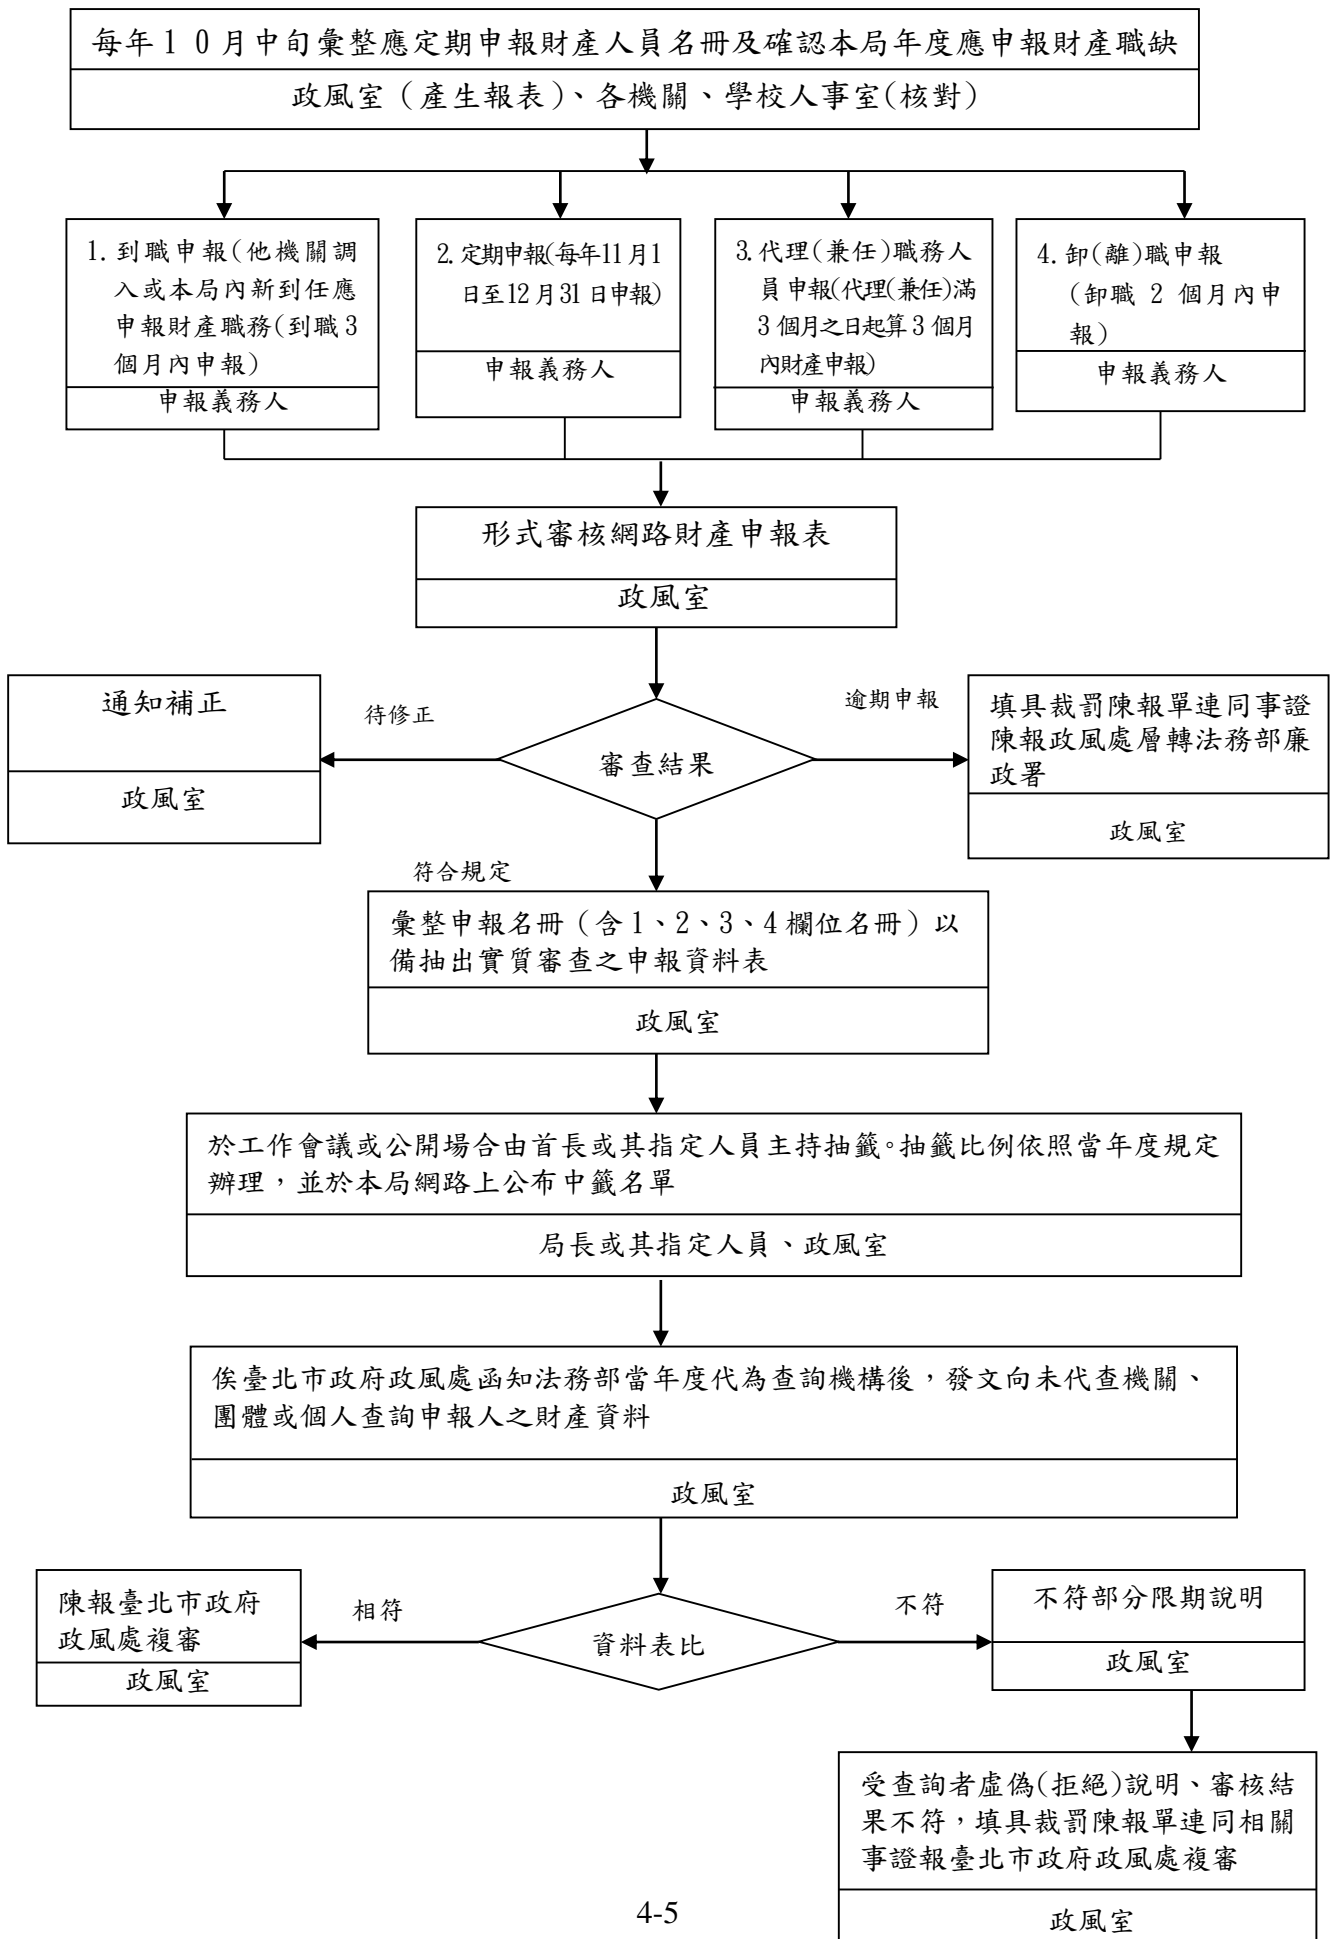 每年10月中旬彙整應定期申報財產人員名冊及確認本局年度應申報財產職缺
政風室（產生報表）、各機關、學校人事室(核對)
1. 到職申報(他機關調
入或本局內新到任應
申報財產職務(到職3
個月內申報)
申報義務人
2. 定期申報(每年11月1
日至12月31日申報)
申報義務人
3. 代理(兼任)職務人
員申報(代理(兼任)滿
3個月之日起算3個月
內財產申報)
申報義務人
4. 卸(離)職申報
(卸職 2 個月內申
報)
申報義務人
形式審核網路財產申報表
政風室
通知補正
政風室
待修正
審查結果
逾期申報
填具裁罰陳報單連同事證
陳報政風處層轉法務部廉
政署
政風室
符合規定
彙整申報名冊（含1、2、3、4欄位名冊）以
備抽出實質審查之申報資料表
政風室
於工作會議或公開場合由首長或其指定人員主持抽籤。抽籤比例依照當年度規定
辦理，並於本局網路上公布中籤名單
局長或其指定人員、政風室
俟臺北市政府政風處函知法務部當年度代為查詢機構後，發文向未代查機關、
團體或個人查詢申報人之財產資料
政風室
陳報臺北市政府
政風處複審
政風室
相符
資料表比
不符
不符部分限期說明
政風室
受查詢者虛偽(拒絕)說明、審核結
果不符，填具裁罰陳報單連同相關
事證報臺北市政府政風處複審
政風室
4-5